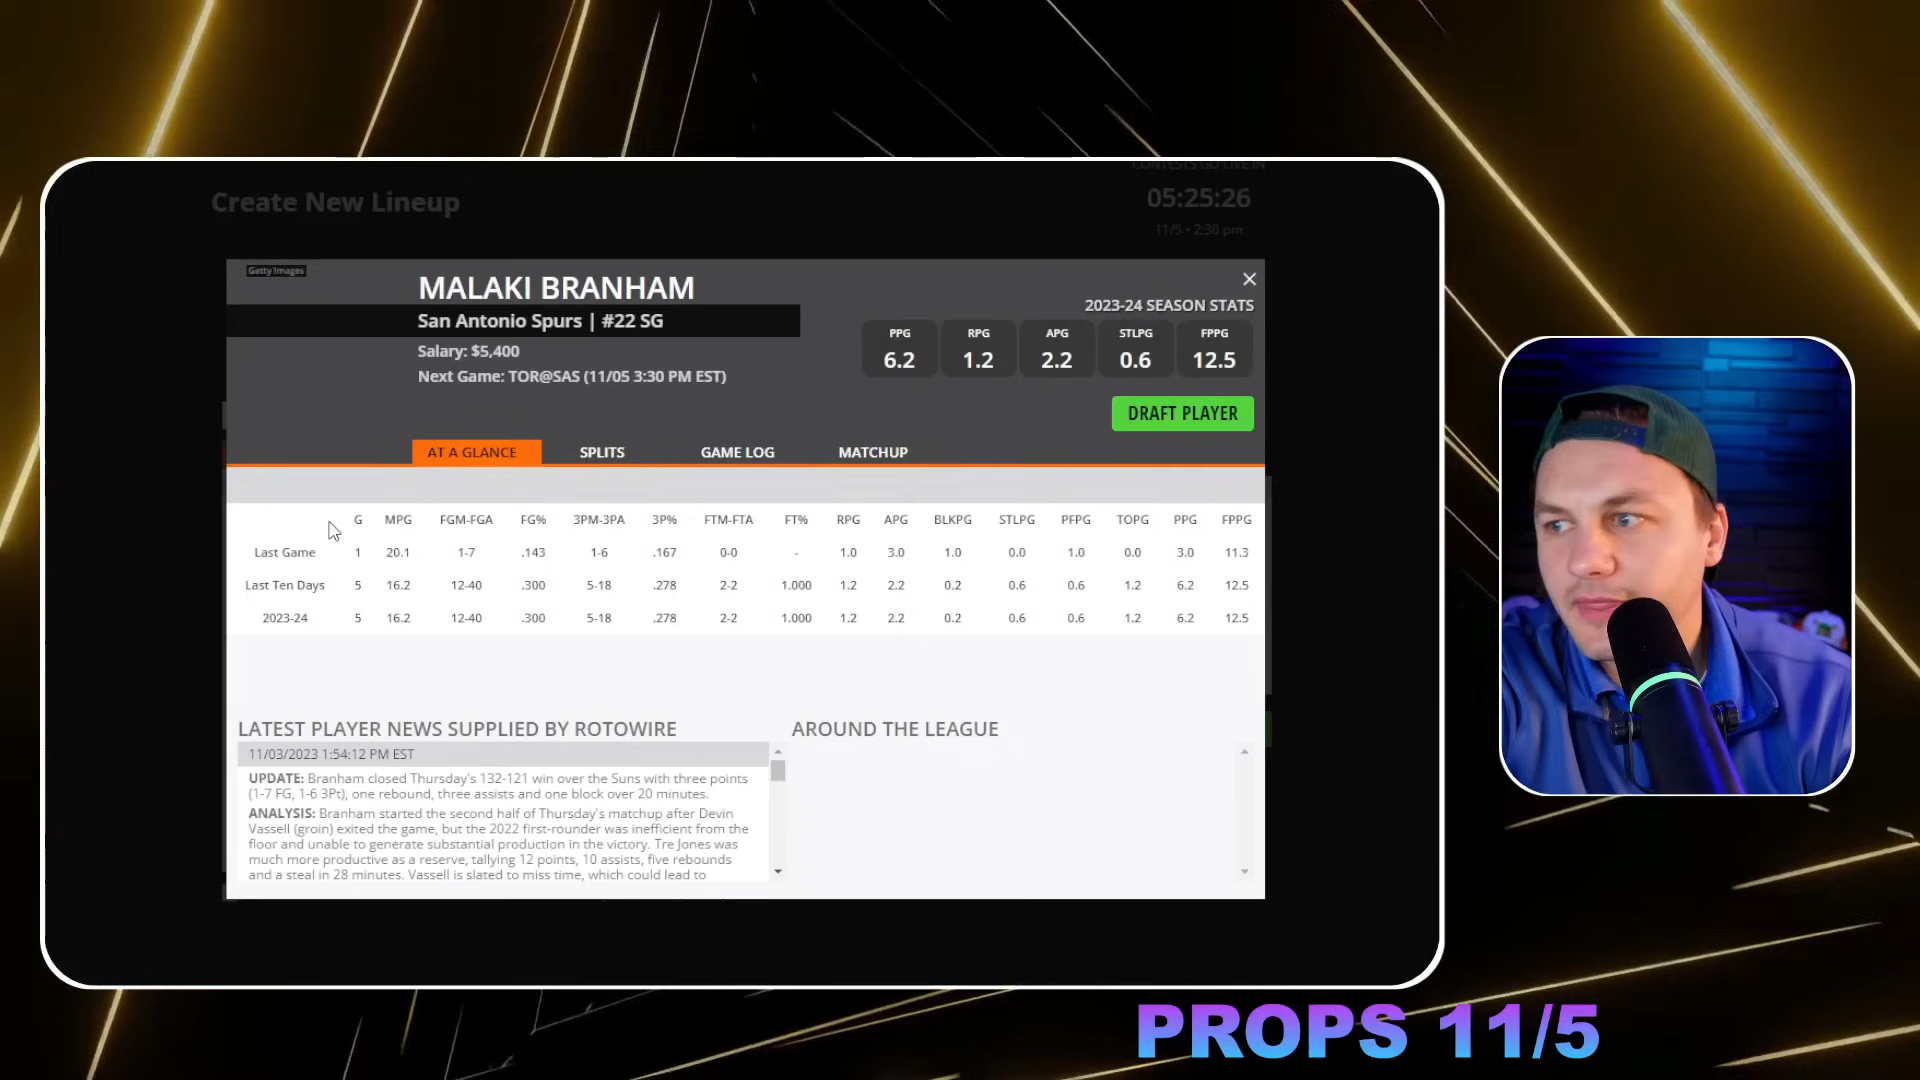 CONTESTS GO LIVE IN
Create New Lineup
05:25:26
11/5 • 2:30 pm
Getty Images
MALAKI BRANHAM
San Antonio Spurs | #22 SG
Salary: $5,400
Next Game: TOR@SAS (11/05 3:30 PM EST)
2023-24 SEASON STATS
PPG RPG APG STLPG FPPG
6.2 1.2 2.2 0.6 12.5
DRAFT PLAYER
AT A GLANCE SPLITS GAME LOG MATCHUP
G MPG FGM-FGA FG% 3PM-3PA 3P% FTM-FTA FT% RPG APG BLKPG STLPG PFPG TOPG PPG FPPG
Last Game 1 20.1 1-7 .143 1-6 .167 0-0 - 1.0 3.0 1.0 0.0 1.0 0.0 3.0 11.3
Last Ten Days 5 16.2 12-40 .300 5-18 .278 2-2 1.000 1.2 2.2 0.2 0.6 0.6 1.2 6.2 12.5
2023-24 5 16.2 12-40 .300 5-18 .278 2-2 1.000 1.2 2.2 0.2 0.6 0.6 1.2 6.2 12.5
LATEST PLAYER NEWS SUPPLIED BY ROTOWIRE
11/03/2023 1:54:12 PM EST
UPDATE: Branham closed Thursday's 132-121 win over the Suns with three points
(1-7 FG, 1-6 3Pt), one rebound, three assists and one block over 20 minutes.
ANALYSIS: Branham started the second half of Thursday's matchup after Devin
Vassell (groin) exited the game, but the 2022 first-rounder was inefficient from the
floor and unable to generate substantial production in the victory. Tre Jones was
much more productive as a reserve, tallying 12 points, 10 assists, five rebounds
and a steal in 28 minutes. Vassell is slated to miss time, which could lead to
AROUND THE LEAGUE
PROPS 11/5